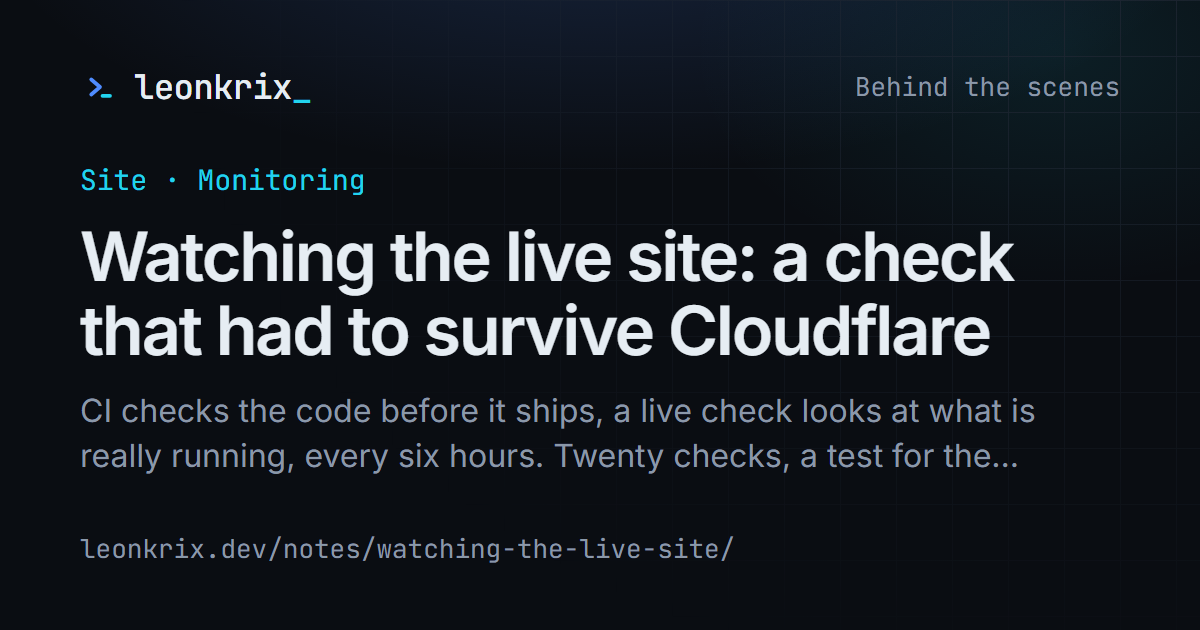 leonkrix_
Behind the scenes
Site · Monitoring
Watching the live site: a check
that had to survive Cloudflare
CI checks the code before it ships, a live check looks at what is
really running, every six hours. Twenty checks, a test for the...
leonkrix.dev/notes/watching-the-live-site/